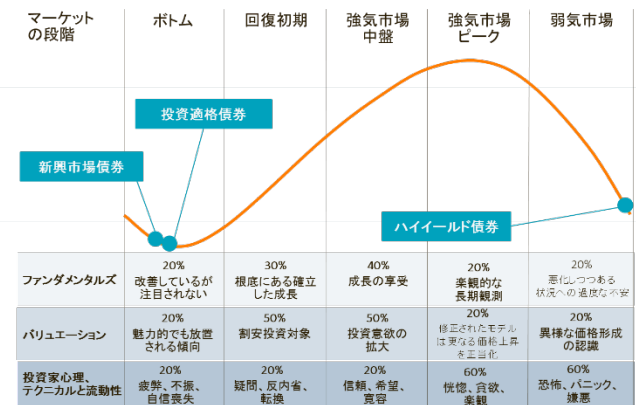 マーケット
の段階
ボトム
回復初期
強気市場
中盤
強気市場
ピーク
弱気市場
投資適格債券
新興市場債券
ハイイールド債券
ファンダメンタルズ
20%
改善しているが
注目されない
30%
根底にある確立
した成長
40%
成長の享受
20%
楽観的な
長期観測
20%
悪化しつつある
状況への過度な不安
バリュエーション
20%
魅力的でも放置
される傾向
50%
割安投資対象
50%
投資意欲の
拡大
20%
修正されたモデル
は更なる価格上昇
を正当化
20%
異様な価格形成
の認識
投資家心理、
テクニカルと流動性
20%
疲弊、不振、
自信喪失
20%
疑問、反内省、
転換
20%
信頼、希望、
寛容
60%
恍惚、貪欲、
楽観
60%
恐怖、パニック、
嫌悪